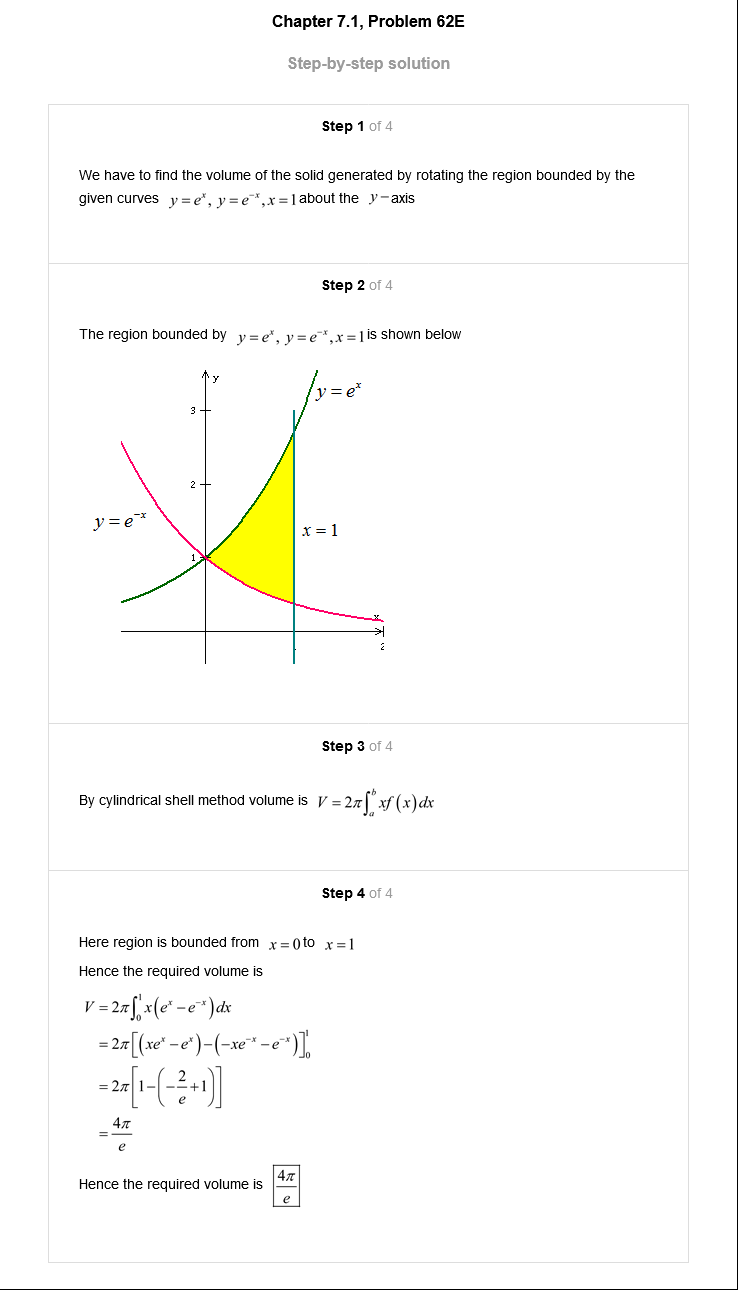 Chapter 7.1, Problem 62E
Step-by-step solution
Step 1 of 4
We have to find the volume of the solid generated by rotating the region bounded by the
given curves y = e^x, y = e^{-x}, x = 1 about the y-axis
Step 2 of 4
The region bounded by y = e^x, y = e^{-x}, x = 1 is shown below
y
y = e^x
3
2
y = e^{-x}
x = 1
1
x
2
Step 3 of 4
By cylindrical shell method volume is V = 2π∫_a^b xf(x)dx
Step 4 of 4
Here region is bounded from x = 0 to x = 1
Hence the required volume is
V = 2π∫_0^1 x(e^x − e^{-x})dx
= 2π[(xe^x − e^x) − (−xe^{-x} − e^{-x})]_0^1
= 2π[1 − (−2/e + 1)]
= 4π/e
Hence the required volume is 4π/e